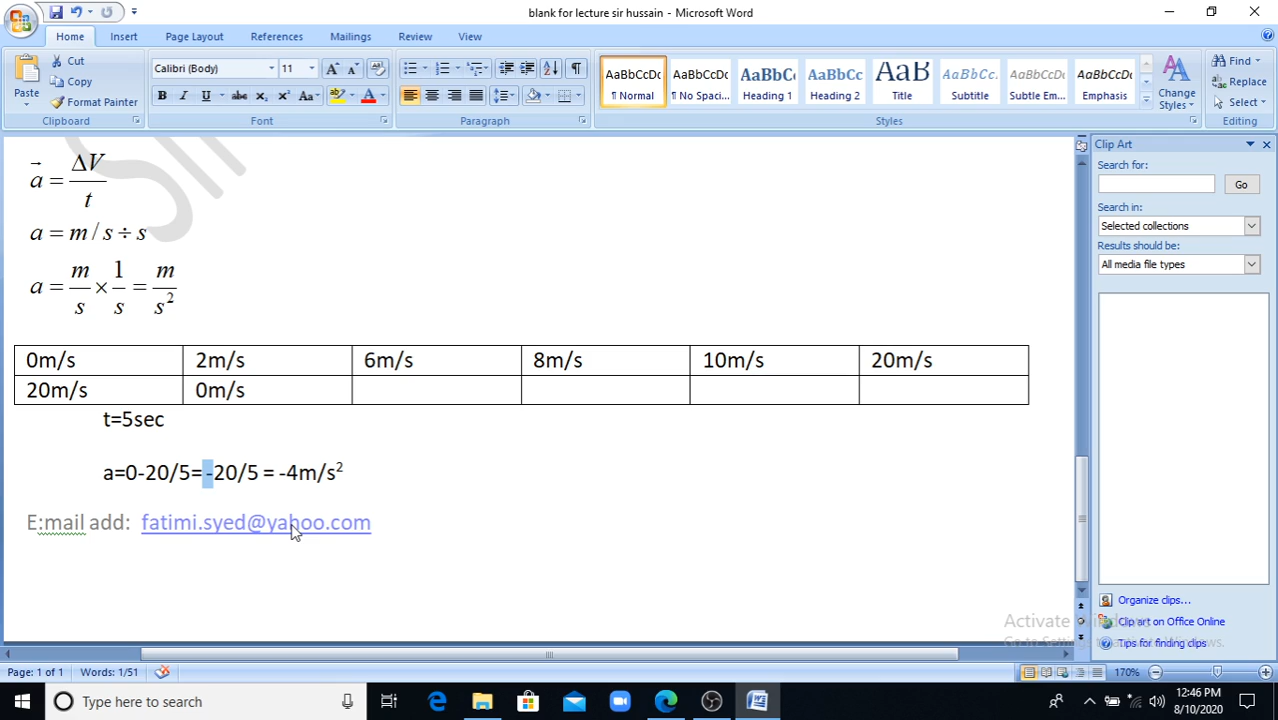 blank for lecture sir hussain - Microsoft Word
Home Insert Page Layout References Mailings Review View
Paste Cut Copy Format Painter
Calibri (Body) 11
AaBbCcDc AaBbCcDc AaBbC AaBbCc AaB AaBbCc. AaBbCcDc AaBbCcDc
¶ Normal ¶ No Spaci... Heading 1 Heading 2 Title Subtitle Subtle Em... Emphasis
Change Styles
Find
Replace
Select
Clipboard Font Paragraph Styles Editing
Clip Art
Search for:
Go
Search in:
Selected collections
Results should be:
All media file types
Sir
a = ΔV / t
a = m / s ÷ s
a = m/s × 1/s = m/s²
0m/s 2m/s 6m/s 8m/s 10m/s 20m/s
20m/s 0m/s
t=5sec
a=0-20/5= -20/5 = -4m/s²
E:mail add: fatimi.syed@yahoo.com
Organize clips...
Clip art on Office Online
Tips for finding clips
Page: 1 of 1 Words: 1/51 170%
Type here to search
12:46 PM
8/10/2020